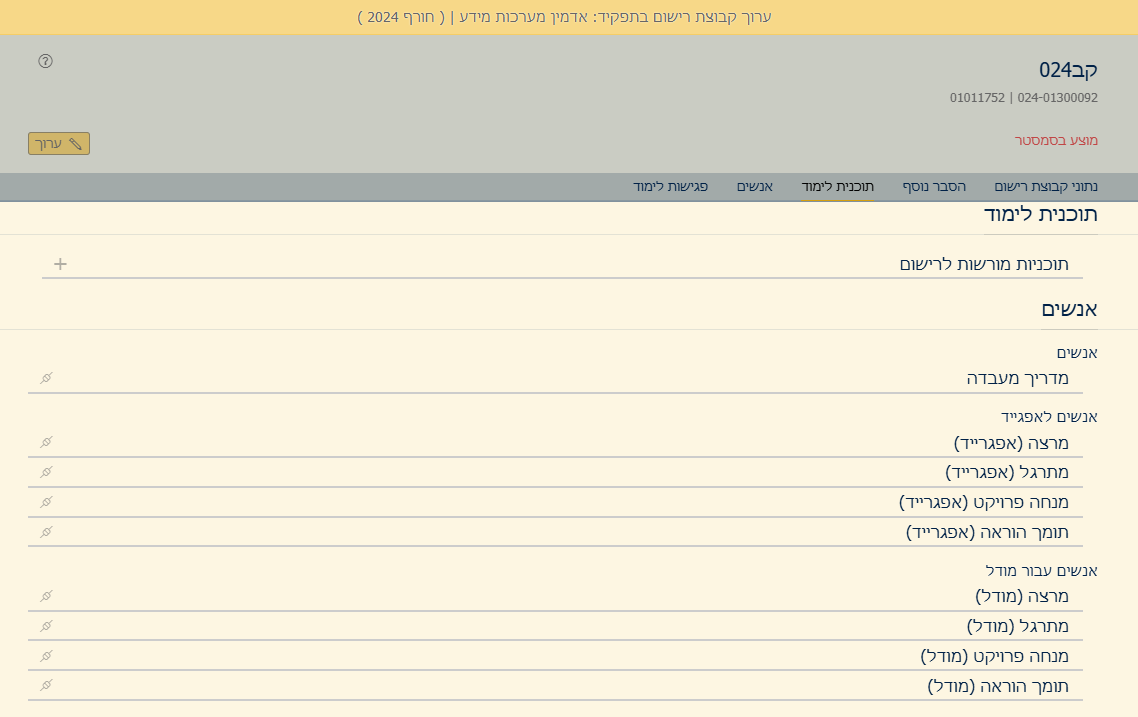 ערוך קבוצת רישום בתפקיד: אדמין מערכות מידע | ( חורף 2024 )
קב024
024-01300092 | 01011752
מוצע בסמסטר
ערוך
נתוני קבוצת רישום הסבר נוסף תוכנית לימוד אנשים פגישות לימוד
תוכנית לימוד
תוכניות מורשות לרישום
אנשים
אנשים
מדריך מעבדה
אנשים לאפגייד
מרצה (אפגרייד)
מתרגל (אפגרייד)
מנחה פרויקט (אפגרייד)
תומך הוראה (אפגרייד)
אנשים עבור מודל
מרצה (מודל)
מתרגל (מודל)
מנחה פרויקט (מודל)
תומך הוראה (מודל)